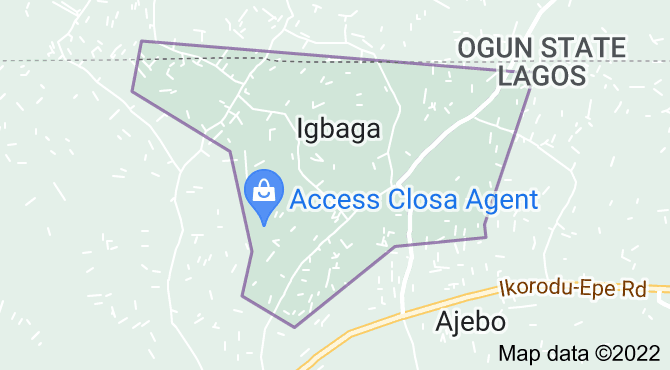 OGUN STATE
LAGOS
Igbaga
Access Closa Agent
Ikorodu-Epe Rd
Ajebo
Map data ©2022